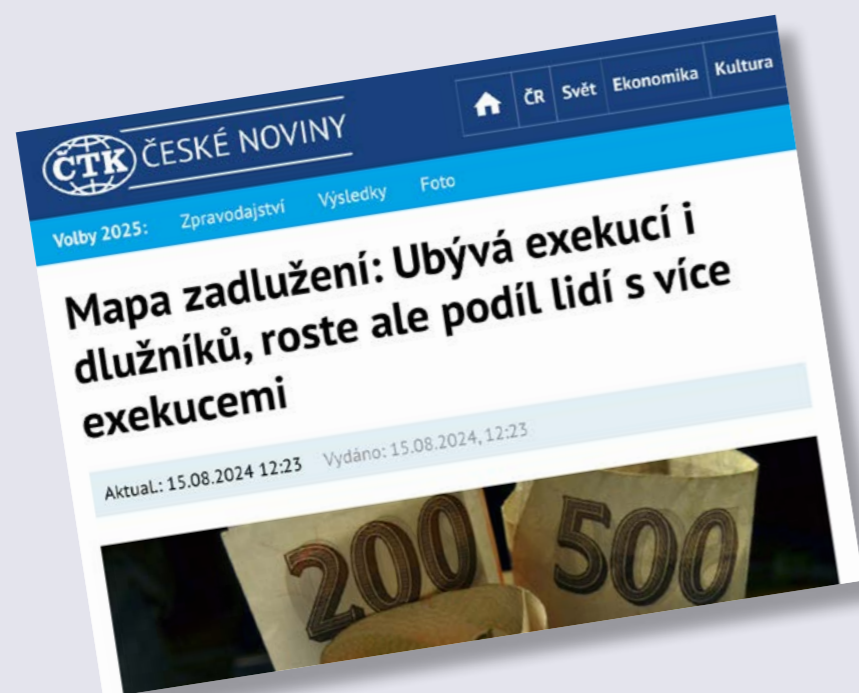 ČTK ČESKÉ NOVINY
ČR Svět Ekonomika Kultura
Volby 2025: Zpravodajství Výsledky Foto
Mapa zadlužení: Ubývá exekucí i
dlužníků, roste ale podíl lidí s více
exekucemi
Aktual.: 15.08.2024 12:23 Vydáno: 15.08.2024, 12:23
200 500